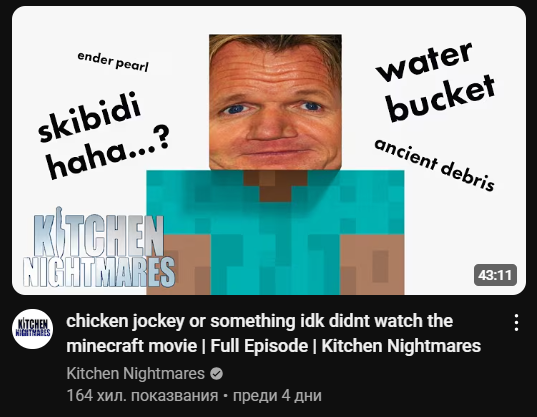 ender pearl
skibidi
haha...?
water
bucket
ancient debris
KITCHEN
NIGHTMARES
43:11
KITCHEN
NIGHTMARES
chicken jockey or something idk didnt watch the
minecraft movie | Full Episode | Kitchen Nightmares
Kitchen Nightmares
164 хил. показвания • преди 4 дни